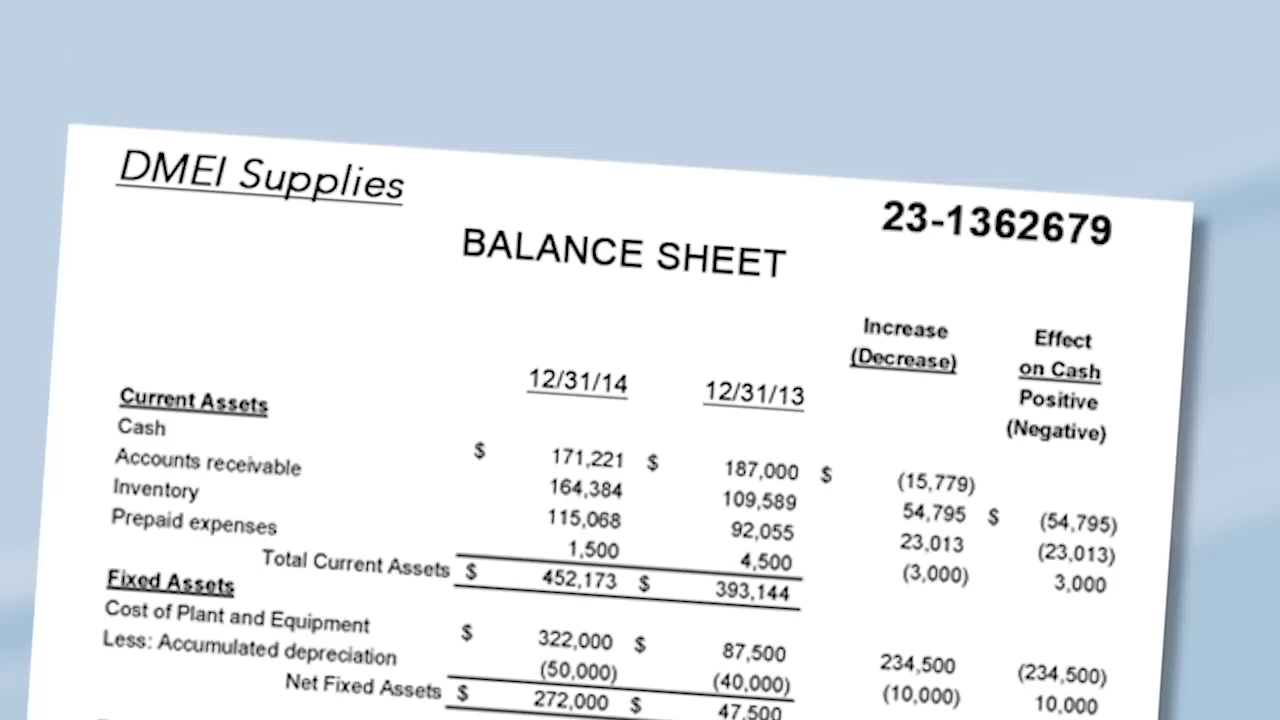 DMEI Supplies
23-1362679
BALANCE SHEET
Increase Effect
(Decrease) on Cash
12/31/14 12/31/13 Positive
Current Assets (Negative)
Cash $ 171,221 $ 187,000 $ (15,779)
Accounts receivable 164,384 109,589 54,795 $ (54,795)
Inventory 115,068 92,055 23,013 (23,013)
Prepaid expenses 1,500 4,500 (3,000) 3,000
Total Current Assets $ 452,173 $ 393,144
Fixed Assets
Cost of Plant and Equipment $ 322,000 $ 87,500 234,500 (234,500)
Less: Accumulated depreciation (50,000) (40,000) (10,000) 10,000
Net Fixed Assets $ 272,000 $ 47,500